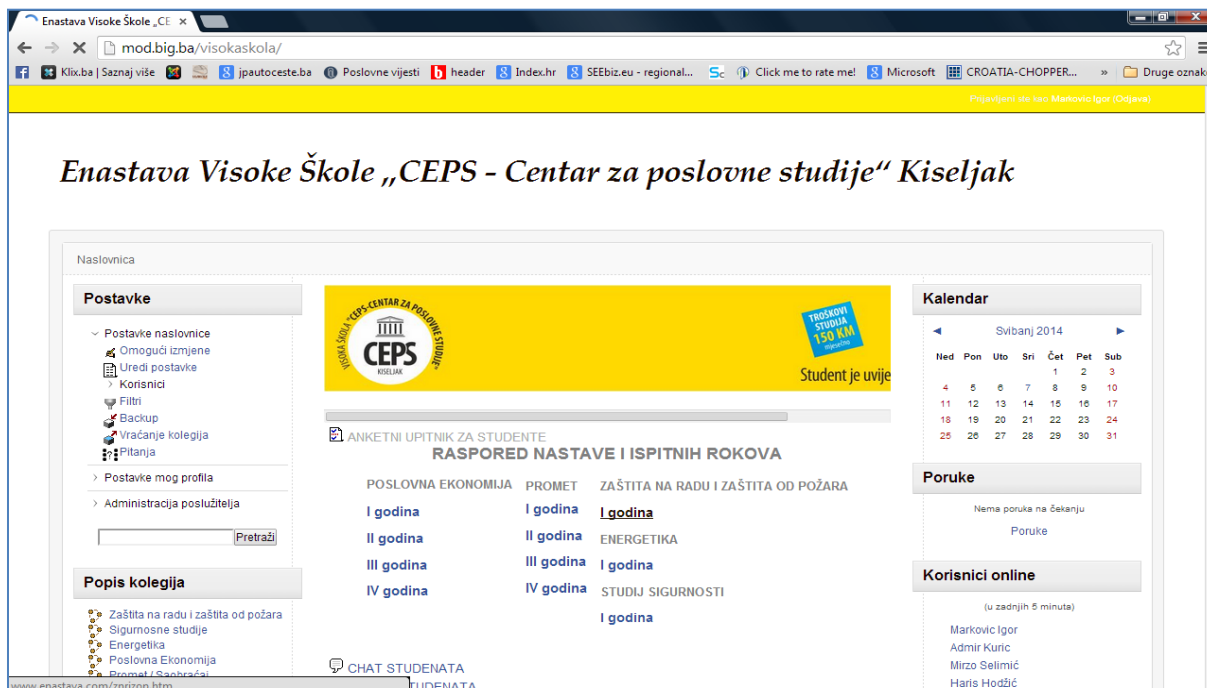 Enastava Visoke Škole „CE
mod.big.ba/visokaskola/
Klix.ba | Saznaj više jpautoceste.ba Poslovne vijesti header Index.hr SEEbiz.eu - regional... Click me to rate me! Microsoft CROATIA-CHOPPER... » Druge oznake
Prijavljeni ste kao Markovic Igor (Odjava)
Enastava Visoke Škole „CEPS - Centar za poslovne studije“ Kiseljak
Naslovnica
Postavke
Postavke naslovnice
Omogući izmjene
Uredi postavke
Korisnici
Filtri
Backup
Vraćanje kolegija
Pitanja
Postavke mog profila
Administracija poslužitelja
Pretraži
Popis kolegija
Zaštita na radu i zaštita od požara
Sigurnosne studije
Energetika
Poslovna Ekonomija
Promet / Saobraćaj
www.enastava.com/znrizop.htm
VISOKA ŠKOLA "CEPS-CENTAR ZA POSLOVNE STUDIJE"
CEPS
KISELJAK
TROŠKOVI
STUDIJA
150 KM
mjesečno
Student je uvije
ANKETNI UPITNIK ZA STUDENTE
RASPORED NASTAVE I ISPITNIH ROKOVA
POSLOVNA EKONOMIJA PROMET ZAŠTITA NA RADU I ZAŠTITA OD POŽARA
I godina I godina I godina
II godina II godina ENERGETIKA
III godina III godina I godina
IV godina IV godina STUDIJ SIGURNOSTI
I godina
CHAT STUDENATA
TUDENATA
Kalendar
◄ Svibanj 2014 ►
Ned Pon Uto Sri Čet Pet Sub
1 2 3
4 5 6 7 8 9 10
11 12 13 14 15 16 17
18 19 20 21 22 23 24
25 26 27 28 29 30 31
Poruke
Nema poruka na čekanju
Poruke
Korisnici online
(u zadnjih 5 minuta)
Markovic Igor
Admir Kuric
Mirzo Selimić
Haris Hodžić